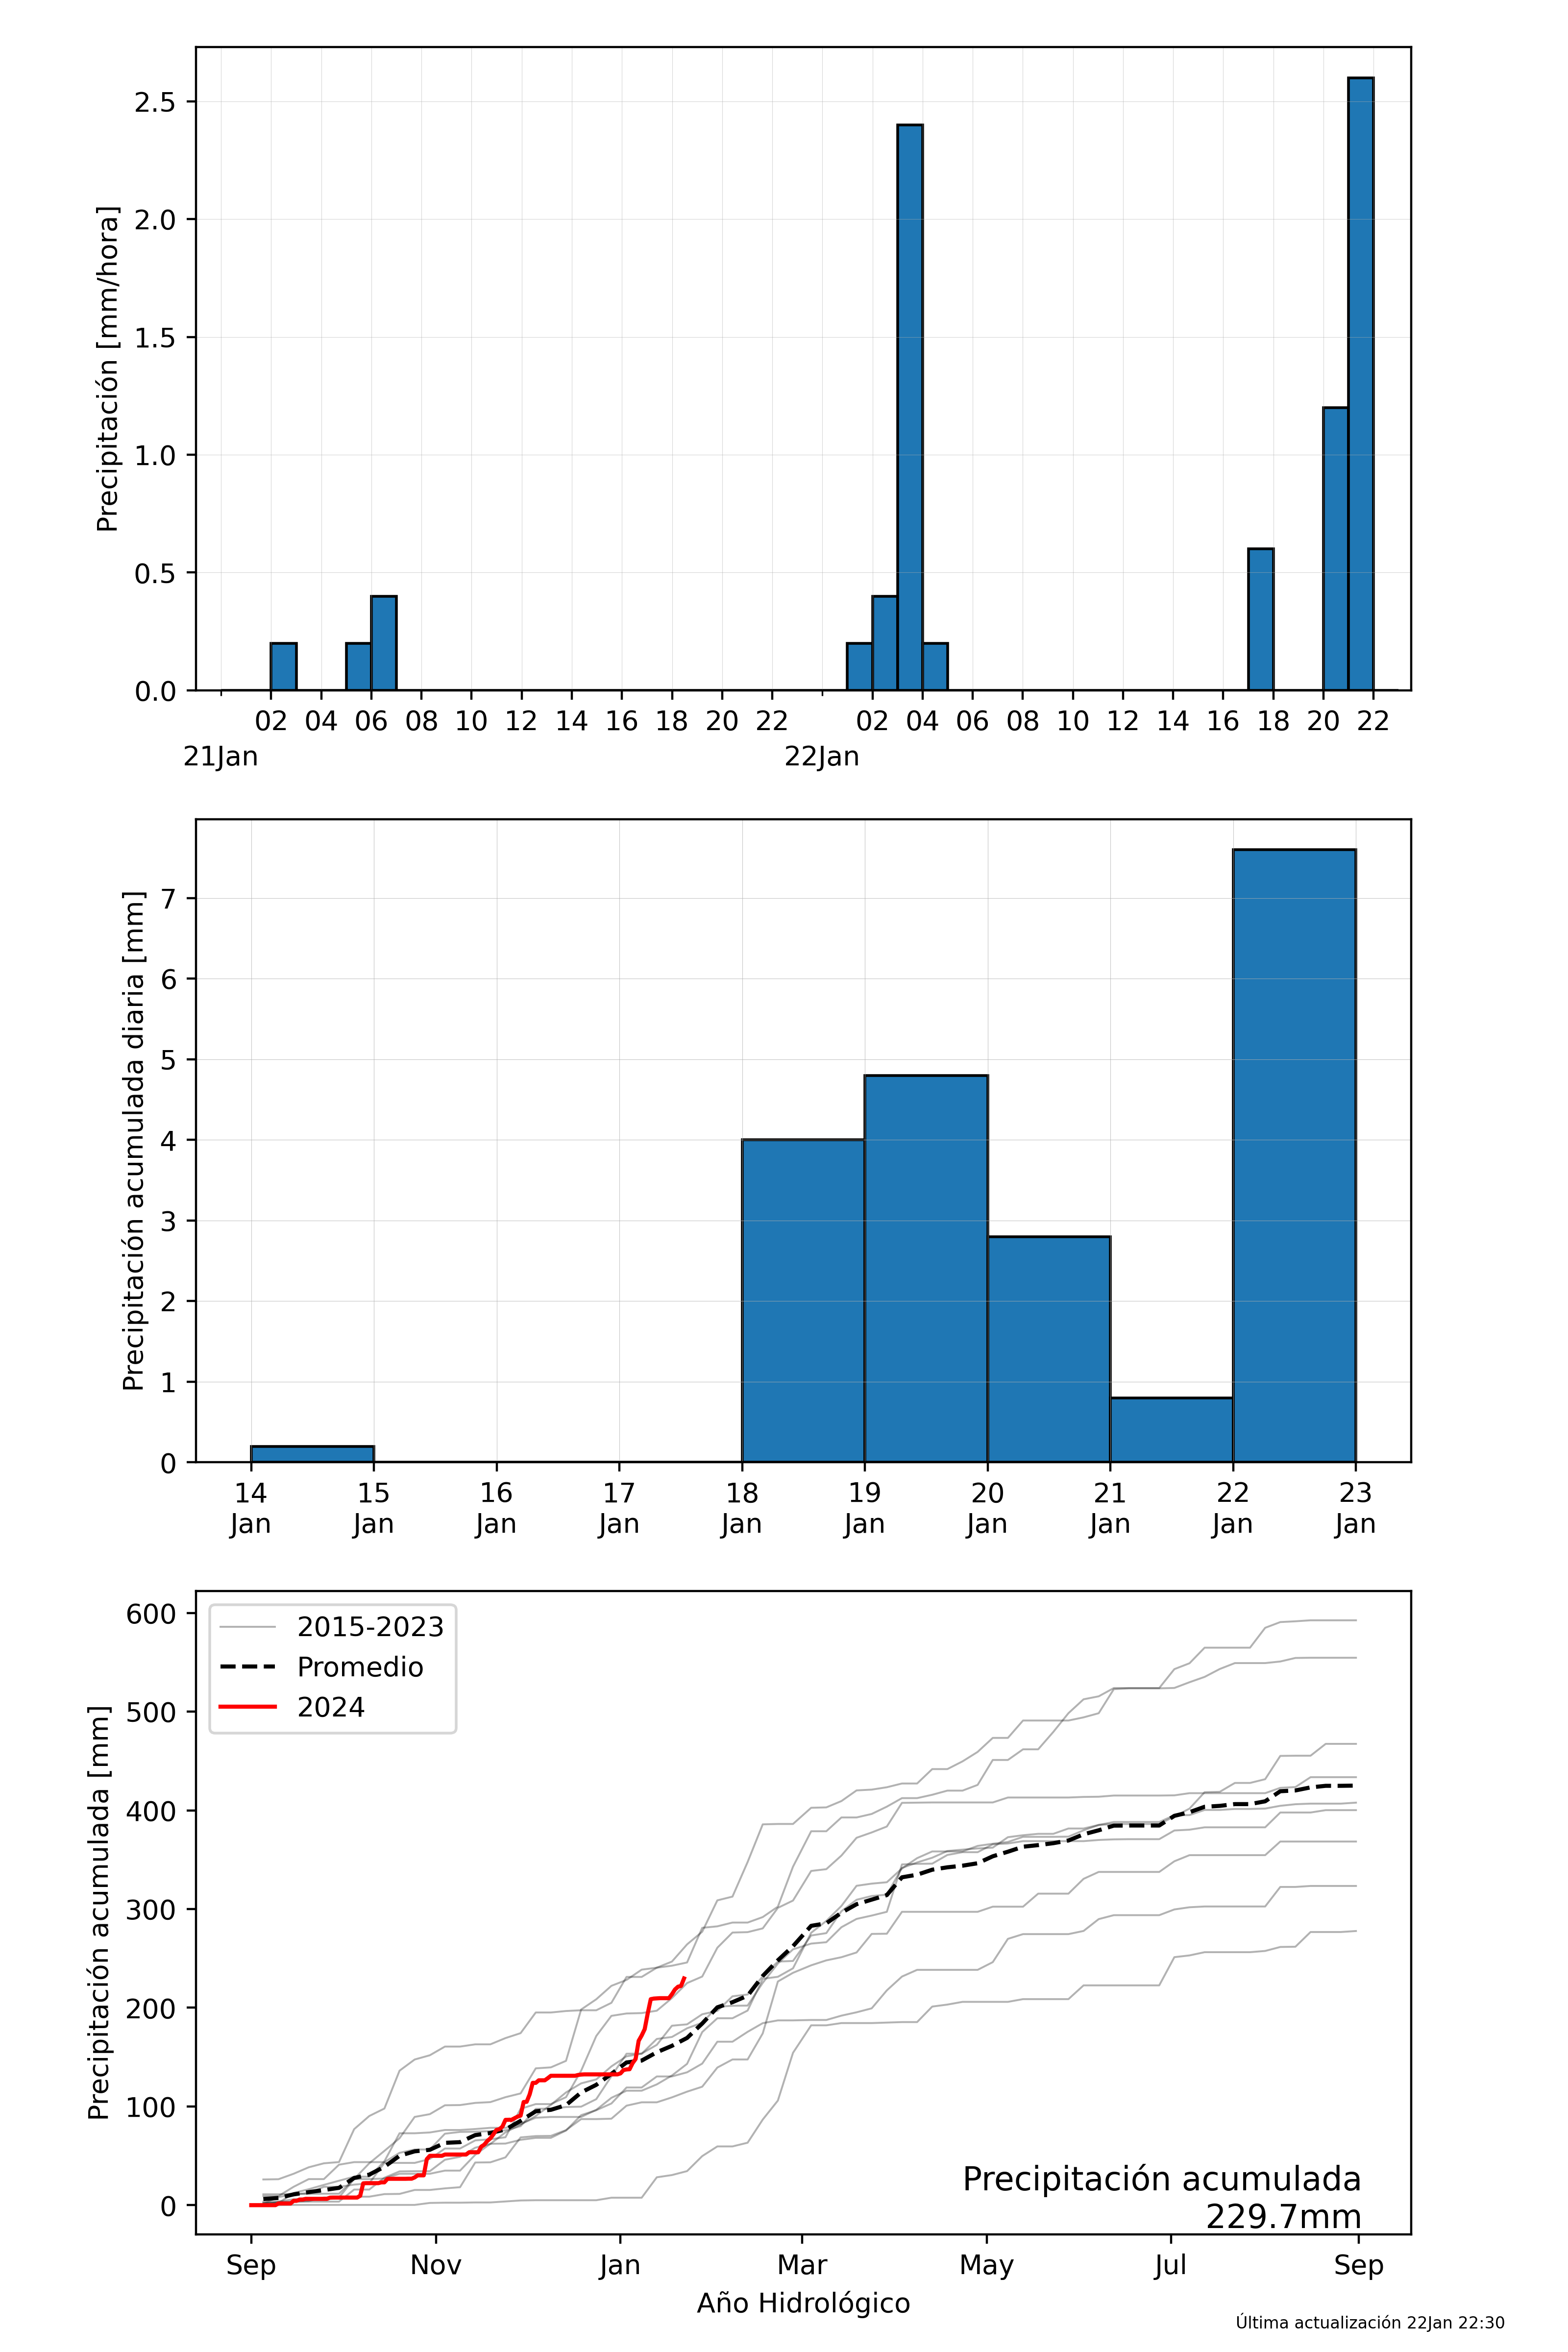 Precipitación [mm/hora]
2.5
2.0
1.5
1.0
0.5
0.0
02 04 06 08 10 12 14 16 18 20 22 02 04 06 08 10 12 14 16 18 20 22
21Jan 22Jan
Precipitación acumulada diaria [mm]
7
6
5
4
3
2
1
0
14 15 16 17 18 19 20 21 22 23
Jan Jan Jan Jan Jan Jan Jan Jan Jan Jan
Precipitación acumulada [mm]
600
500
400
300
200
100
0
2015-2023
Promedio
2024
Precipitación acumulada
229.7mm
Sep Nov Jan Mar May Jul Sep
Año Hidrológico
Última actualización 22Jan 22:30